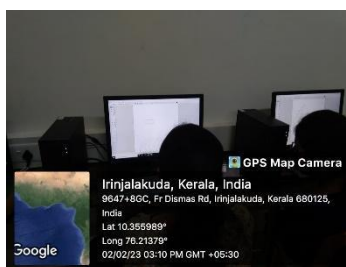 GPS Map Camera
Irinjalakuda, Kerala, India
9647+8GC, Fr Dismas Rd, Irinjalakuda, Kerala 680125,
India
Lat 10.355989°
Long 76.21379°
02/02/23 03:10 PM GMT +05:30
Google